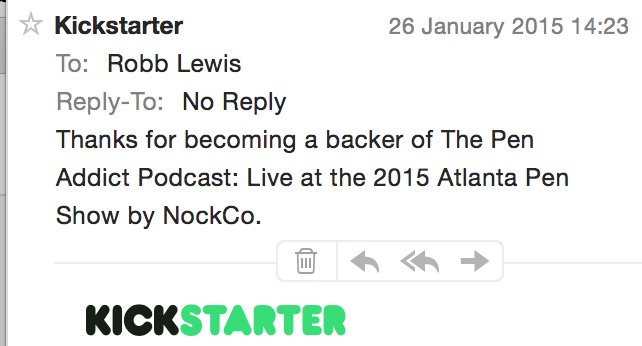 Kickstarter 26 January 2015 14:23
To: Robb Lewis
Reply-To: No Reply
Thanks for becoming a backer of The Pen
Addict Podcast: Live at the 2015 Atlanta Pen
Show by NockCo.
KICKSTARTER